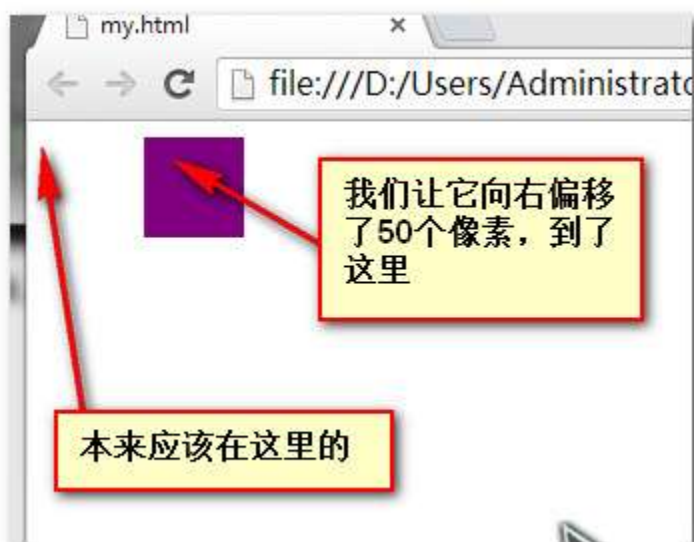 my.html
file:///D:/Users/Administrato
我们让它向右偏移
了50个像素，到了
这里
本来应该在这里的